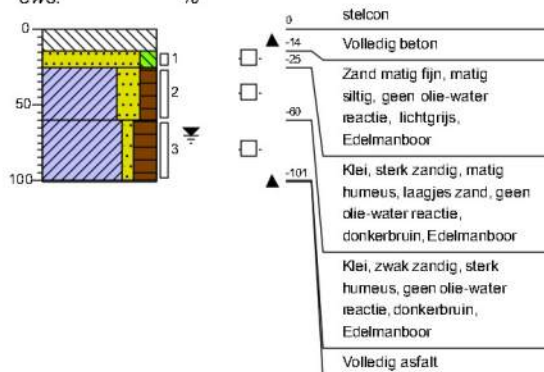 GWS:
%
0
50
100
1
2
3
0
-14
-25
-60
-101
stelcon
Volledig beton
Zand matig fijn, matig
siltig, geen olie-water
reactie, lichtgrijs,
Edelmanboor
Klei, sterk zandig, matig
humeus, laagjes zand, geen
olie-water reactie,
donkerbruin, Edelmanboor
Klei, zwak zandig, sterk
humeus, geen olie-water
reactie, donkerbruin,
Edelmanboor
Volledig asfalt